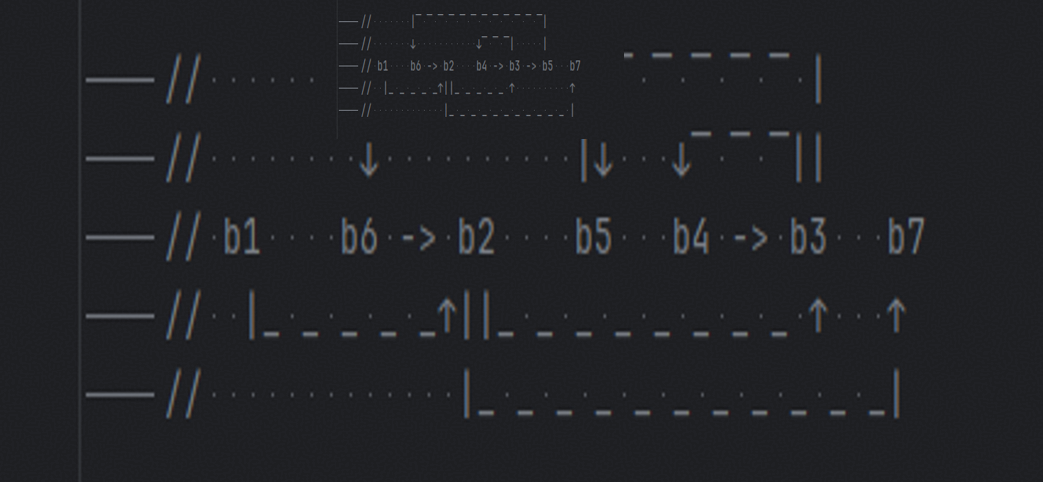 // |‾ ‾ ‾ ‾ ‾ ‾ ‾ ‾ ‾ ‾ ‾ ‾ ‾|
// ↓ ↓‾ ‾ ‾| |
// b1 b6 -> b2 b4 -> b3 -> b5 b7
// |_ _ _ _ _↑||_ _ _ _ _ ↑ ↑
// |_ _ _ _ _ _ _ _ _ _ _ |
// ‾ ‾ ‾ ‾ ‾ |
// ↓ |↓ ↓‾ ‾ ‾||
// b1 b6 -> b2 b5 b4 -> b3 b7
// |_ _ _ _ _↑||_ _ _ _ _ _ _ _ ↑ ↑
// |_ _ _ _ _ _ _ _ _ _ _|